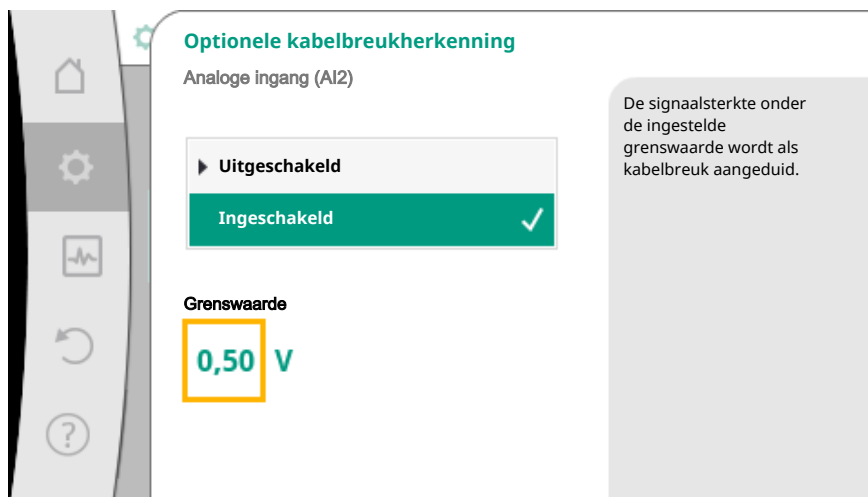 Optionele kabelbreukherkenning
Analoge ingang (AI2)
Uitgeschakeld
Ingeschakeld
Grenswaarde
0,50 V
De signaalsterkte onder
de ingestelde
grenswaarde wordt als
kabelbreuk aangeduid.
?